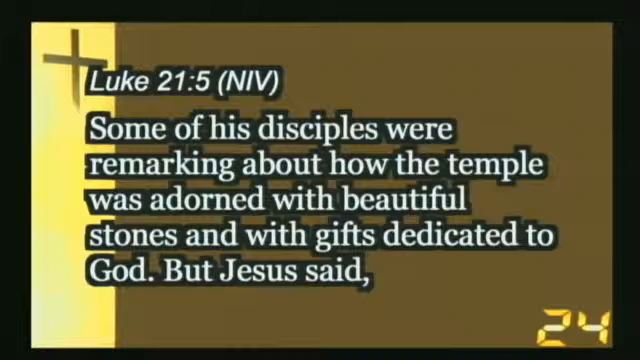 Luke 21:5 (NIV)
Some of his disciples were
remarking about how the temple
was adorned with beautiful
stones and with gifts dedicated to
God. But Jesus said,
24